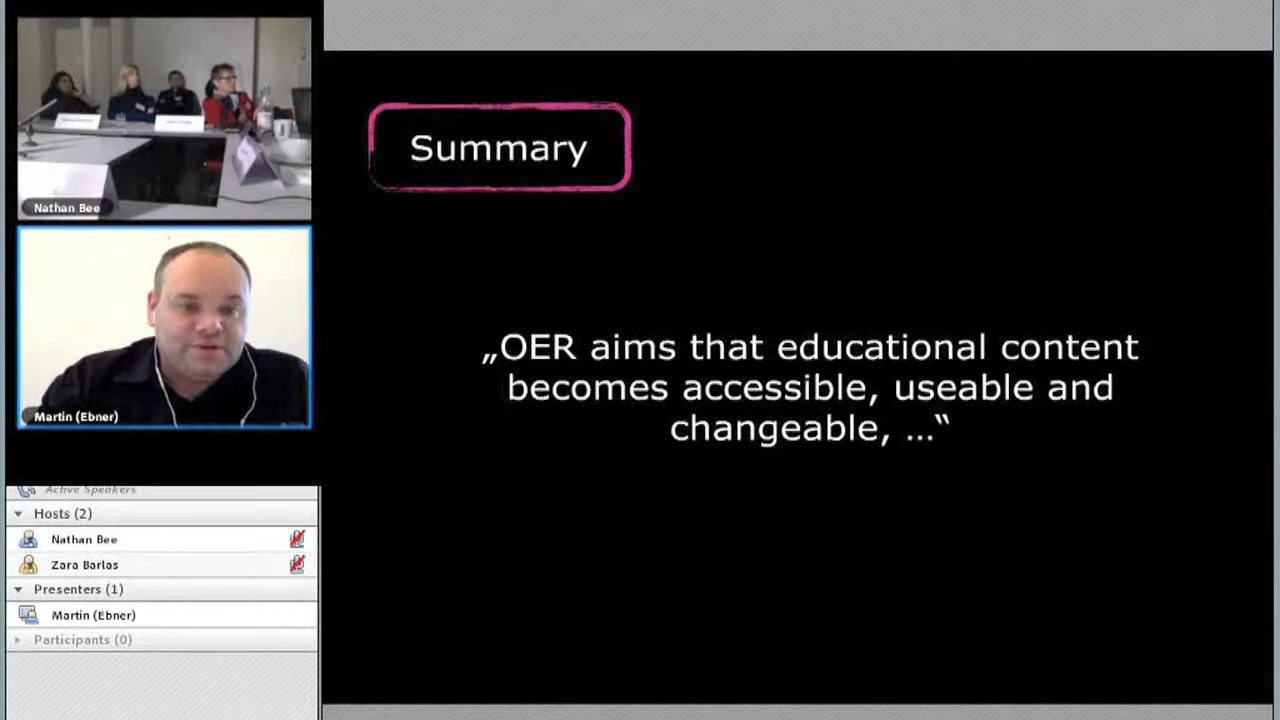 Nathan Bee
Martin (Ebner)
Active Speakers
Hosts (2)
Nathan Bee
Zara Barlas
Presenters (1)
Martin (Ebner)
Participants (0)
Summary
„OER aims that educational content
becomes accessible, useable and
changeable, ...“